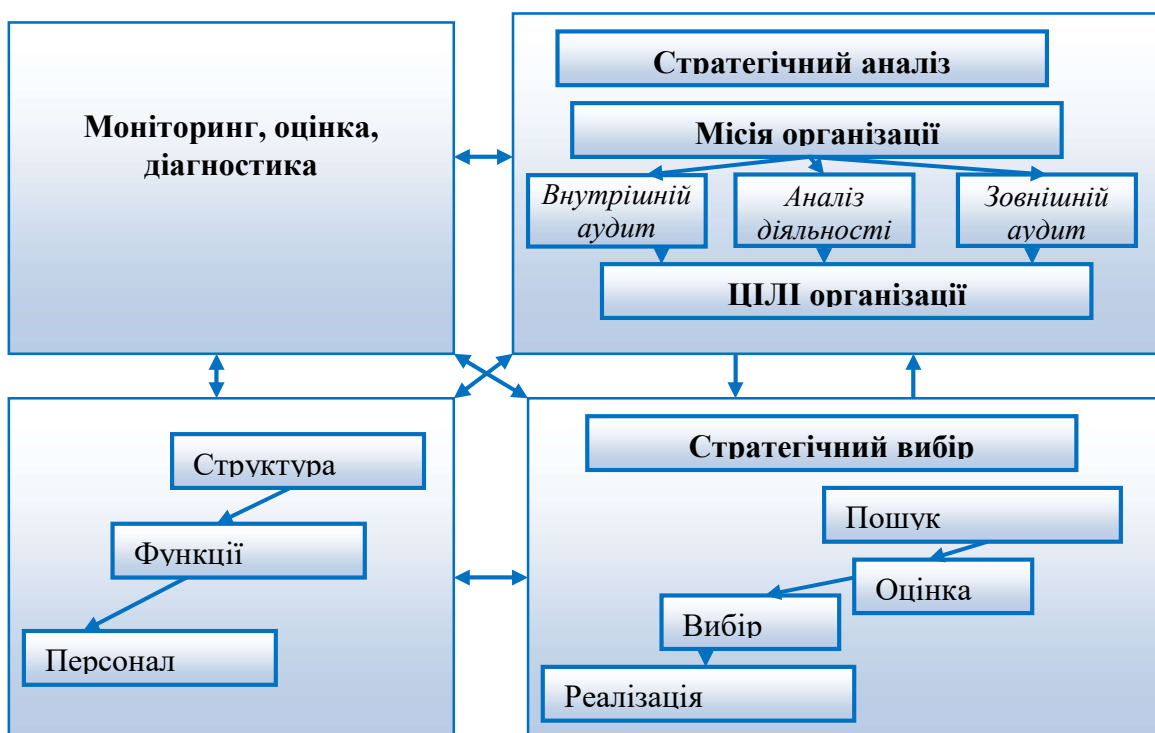 Моніторинг, оцінка,
діагностика
Стратегічний аналіз
Місія організації
Внутрішній
аудит
Аналіз
діяльності
Зовнішній
аудит
ЦІЛІ організації
Структура
Функції
Персонал
Стратегічний вибір
Пошук
Оцінка
Вибір
Реалізація